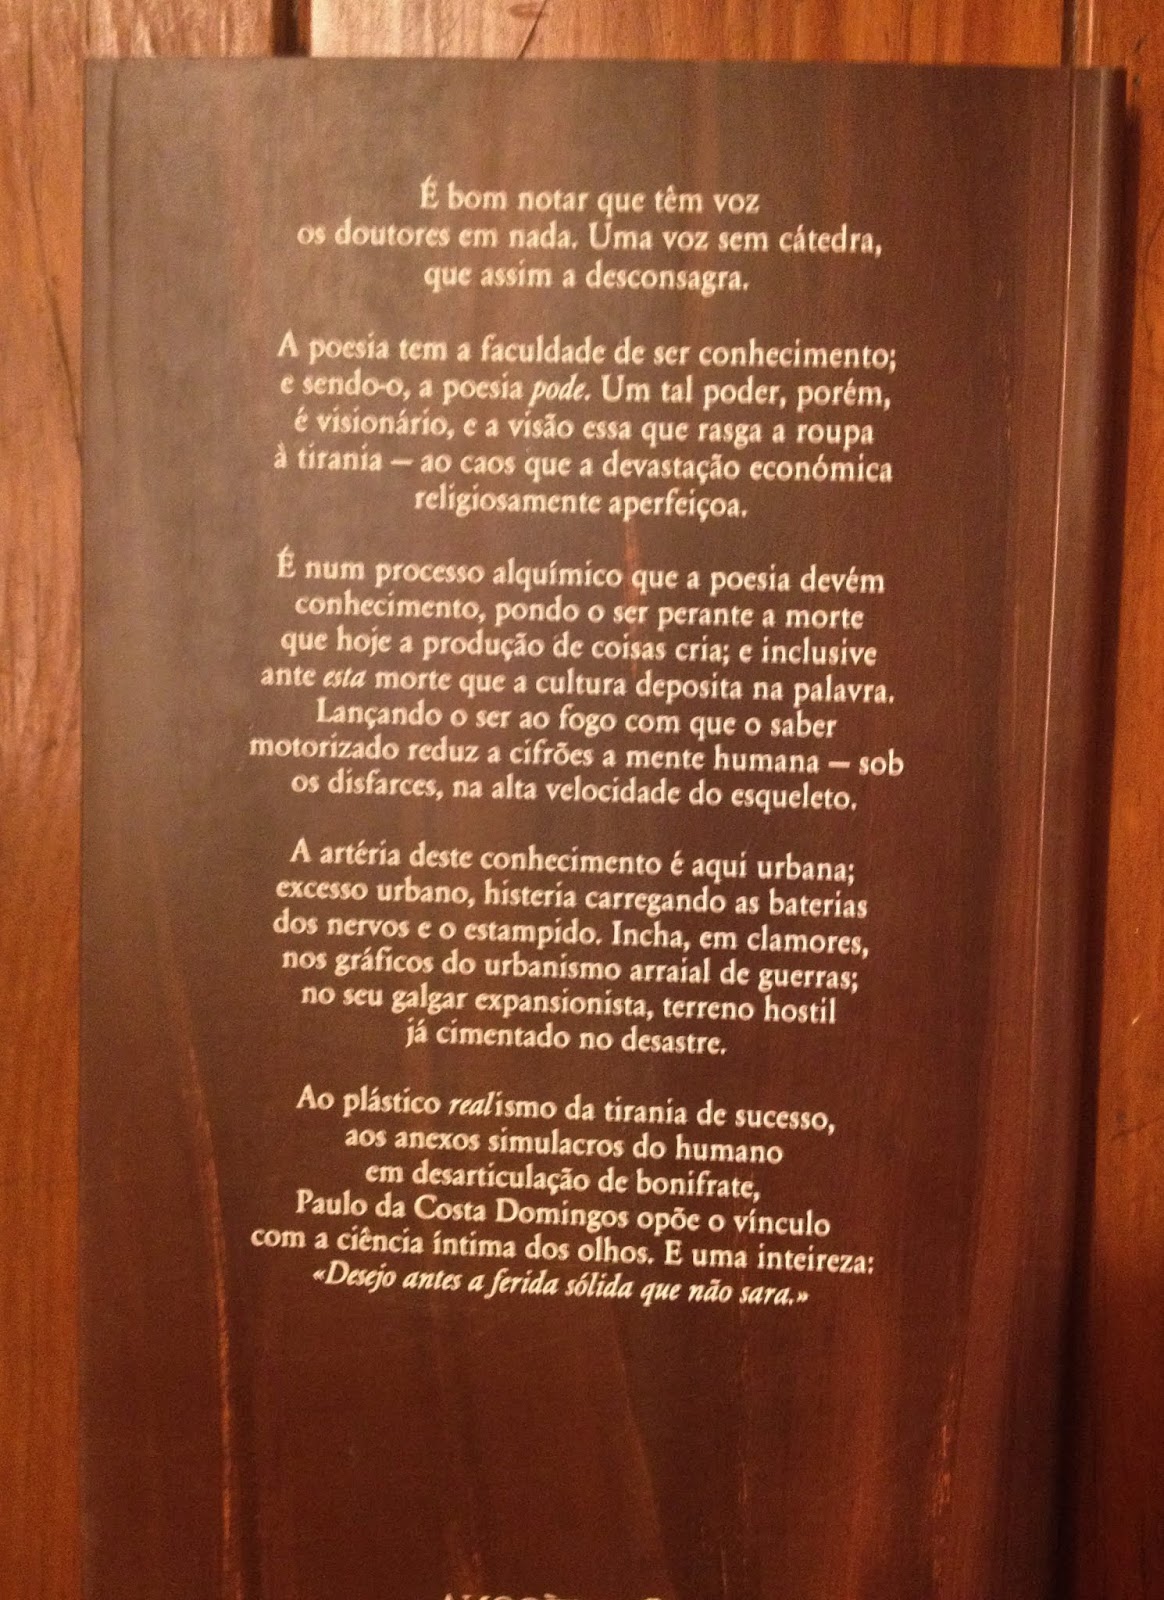 É bom notar que têm voz
os doutores em nada. Uma voz sem cátedra,
que assim a desconsagra.
A poesia tem a faculdade de ser conhecimento;
e sendo-o, a poesia pode. Um tal poder, porém,
é visionário, e a visão essa que rasga a roupa
à tirania – ao caos que a devastação económica
religiosamente aperfeiçoa.
É num processo alquímico que a poesia devém
conhecimento, pondo o ser perante a morte
que hoje a produção de coisas cria; e inclusive
ante esta morte que a cultura deposita na palavra.
Lançando o ser ao fogo com que o saber
motorizado reduz a cifrões a mente humana – sob
os disfarces, na alta velocidade do esqueleto.
A artéria deste conhecimento é aqui urbana;
excesso urbano, histeria carregando as baterias
dos nervos e o estampido. Incha, em clamores,
nos gráficos do urbanismo arraial de guerras;
no seu galgar expansionista, terreno hostil
já cimentado no desastre.
Ao plástico realismo da tirania de sucesso,
aos anexos simulacros do humano
em desarticulação de bonifrate,
Paulo da Costa Domingos opõe o vínculo
com a ciência íntima dos olhos. E uma inteireza:
«Desejo antes a ferida sólida que não sara.»